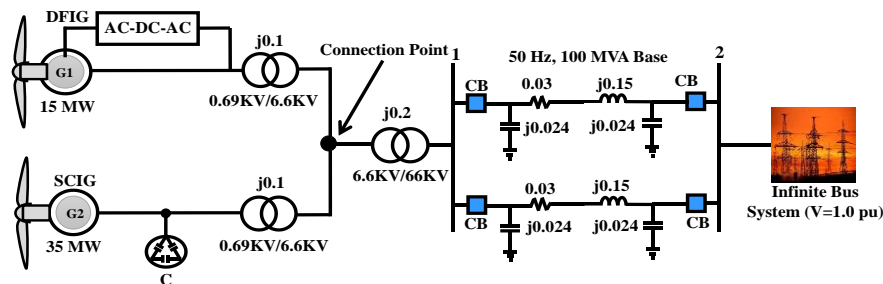 DFIG
AC-DC-AC
G1
15 MW
j0.1
0.69KV/6.6KV
Connection Point
j0.2
6.6KV/66KV
SCIG
G2
35 MW
C
j0.1
0.69KV/6.6KV
1
50 Hz, 100 MVA Base
2
CB
0.03
j0.15
CB
j0.024
j0.024
CB
0.03
j0.15
CB
j0.024
j0.024
Infinite Bus
System (V=1.0 pu)